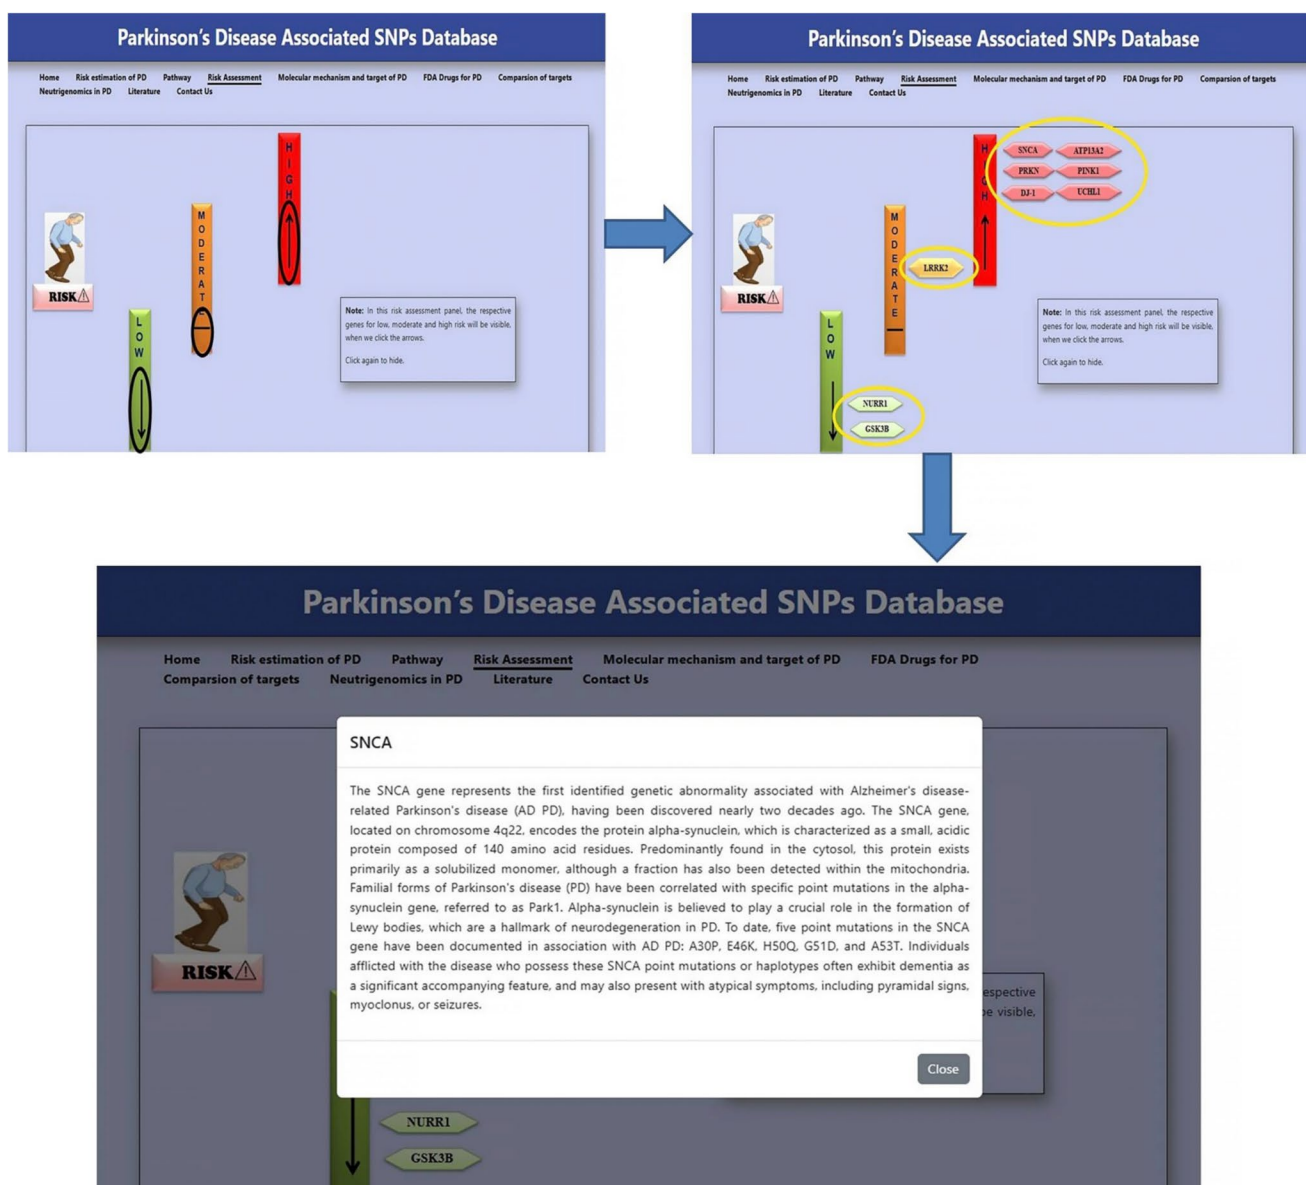 Parkinson's Disease Associated SNPs Database
Home Risk estimation of PD Pathway Risk Assessment Molecular mechanism and target of PD FDA Drugs for PD Comparsion of targets
Neutrigenomics in PD Literature Contact Us
HIGH
MODERATE
RISK
LOW
Note: In this risk assessment panel, the respective
genes for low, moderate and high risk will be visible,
when we click the arrows.
Click again to hide.
Parkinson's Disease Associated SNPs Database
Home Risk estimation of PD Pathway Risk Assessment Molecular mechanism and target of PD FDA Drugs for PD Comparsion of targets
Neutrigenomics in PD Literature Contact Us
HIGH
SNCA ATP13A2
PRKN PINK1
DJ-1 UCHL1
MODERATE
LRRK2
RISK
LOW
NURR1
GSK3B
Note: In this risk assessment panel, the respective
genes for low, moderate and high risk will be visible,
when we click the arrows.
Click again to hide.
Parkinson's Disease Associated SNPs Database
Home Risk estimation of PD Pathway Risk Assessment Molecular mechanism and target of PD FDA Drugs for PD
Comparsion of targets Neutrigenomics in PD Literature Contact Us
SNCA
The SNCA gene represents the first identified genetic abnormality associated with Alzheimer's disease-
related Parkinson's disease (AD PD), having been discovered nearly two decades ago. The SNCA gene,
located on chromosome 4q22, encodes the protein alpha-synuclein, which is characterized as a small, acidic
protein composed of 140 amino acid residues. Predominantly found in the cytosol, this protein exists
primarily as a solubilized monomer, although a fraction has also been detected within the mitochondria.
Familial forms of Parkinson's disease (PD) have been correlated with specific point mutations in the alpha-
synuclein gene, referred to as Park1. Alpha-synuclein is believed to play a crucial role in the formation of
Lewy bodies, which are a hallmark of neurodegeneration in PD. To date, five point mutations in the SNCA
gene have been documented in association with AD PD: A30P, E46K, H50Q, G51D, and A53T. Individuals
afflicted with the disease who possess these SNCA point mutations or haplotypes often exhibit dementia as
a significant accompanying feature, and may also present with atypical symptoms, including pyramidal signs,
myoclonus, or seizures.
Close
RISK
espective
be visible,
NURR1
GSK3B